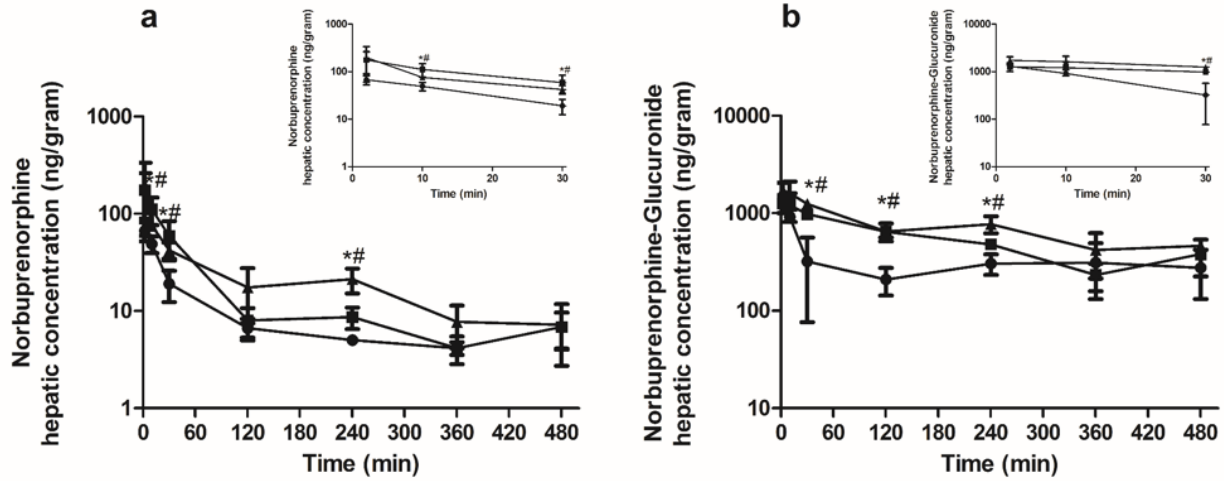 a
Norbuprenorphine
hepatic concentration (ng/gram)
1000
100
10
1
0 60 120 180 240 300 360 420 480
Time (min)
*#
*#
*#
Norbuprenorphine
hepatic concentration (ng/gram)
1000
100
10
1
0 10 20 30
Time (min)
*#
*#
b
Norbuprenorphine-Glucuronide
hepatic concentration (ng/gram)
10000
1000
100
10
0 60 120 180 240 300 360 420 480
Time (min)
*#
*#
*#
Norbuprenorphine-Glucuronide
hepatic concentration (ng/gram)
10000
1000
100
10
0 10 20 30
Time (min)
*#